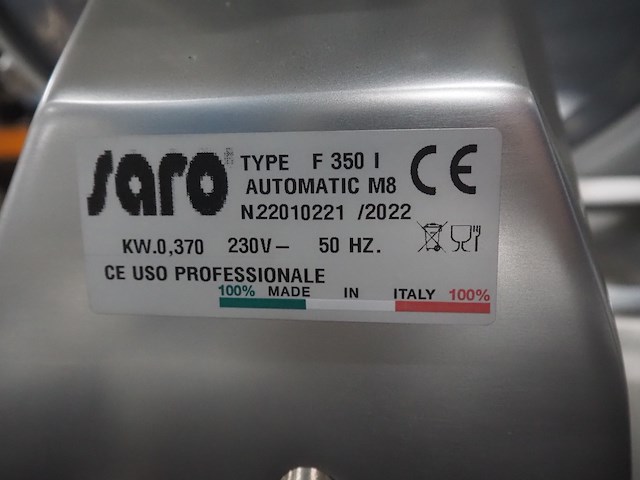 saro
TYPE F 350 I
AUTOMATIC M8
N22010221 /2022
CE
KW.0,370 230V– 50 HZ.
CE USO PROFESSIONALE
100% MADE IN ITALY 100%